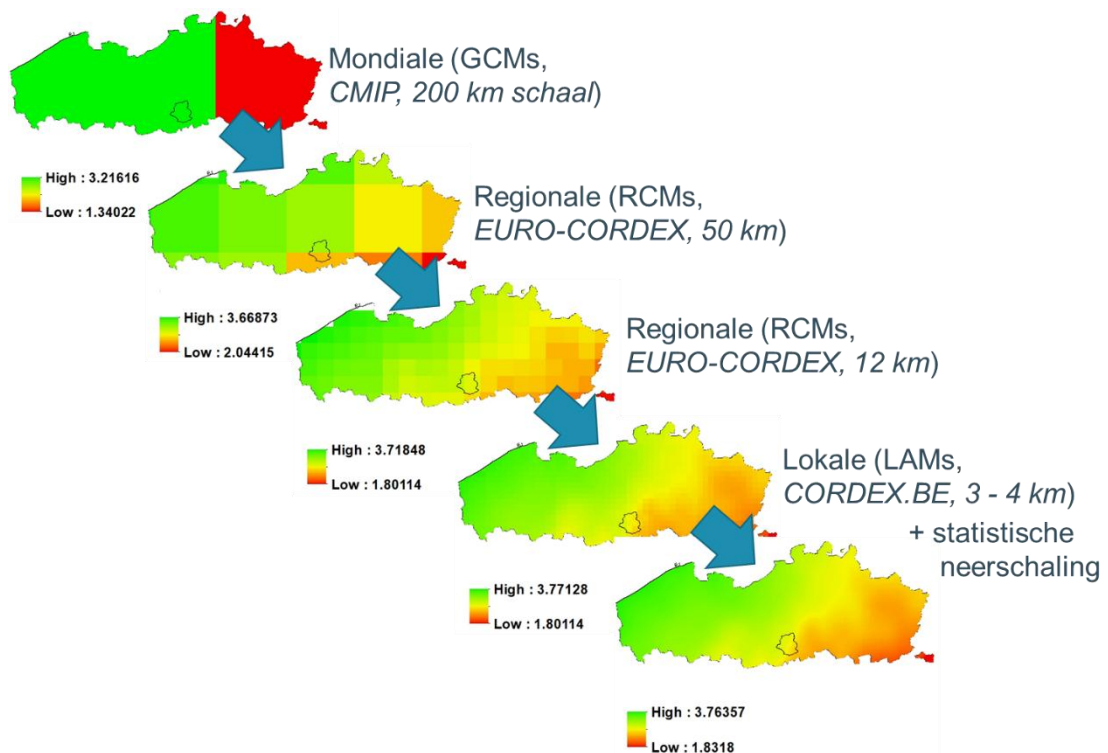 Mondiale (GCMs,
CMIP, 200 km schaal)
High : 3.21616
Low : 1.34022
Regionale (RCMs,
EURO-CORDEX, 50 km)
High : 3.66873
Low : 2.04415
Regionale (RCMs,
EURO-CORDEX, 12 km)
High : 3.71848
Low : 1.80114
Lokale (LAMs,
CORDEX.BE, 3 - 4 km)
+ statistische
neerschaling
High : 3.77128
Low : 1.80114
High : 3.76357
Low : 1.8318